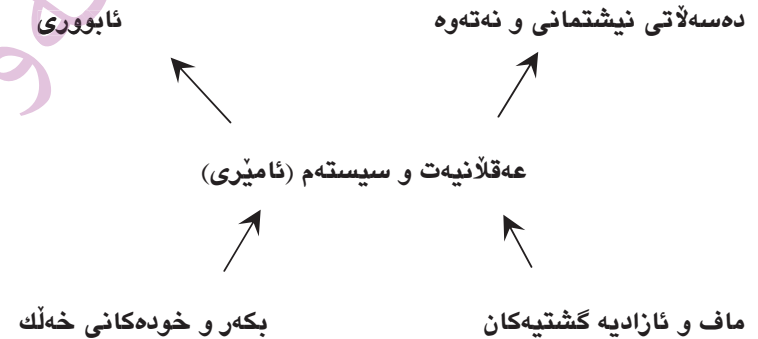 دەسەڵاتی نیشتمانی و نەتەوە
ئابووری
عەقڵانیەت و سیستەم (ئامێری)
ماف و ئازادیە گشتیەکان
بکەر و خودەکانی خەڵك